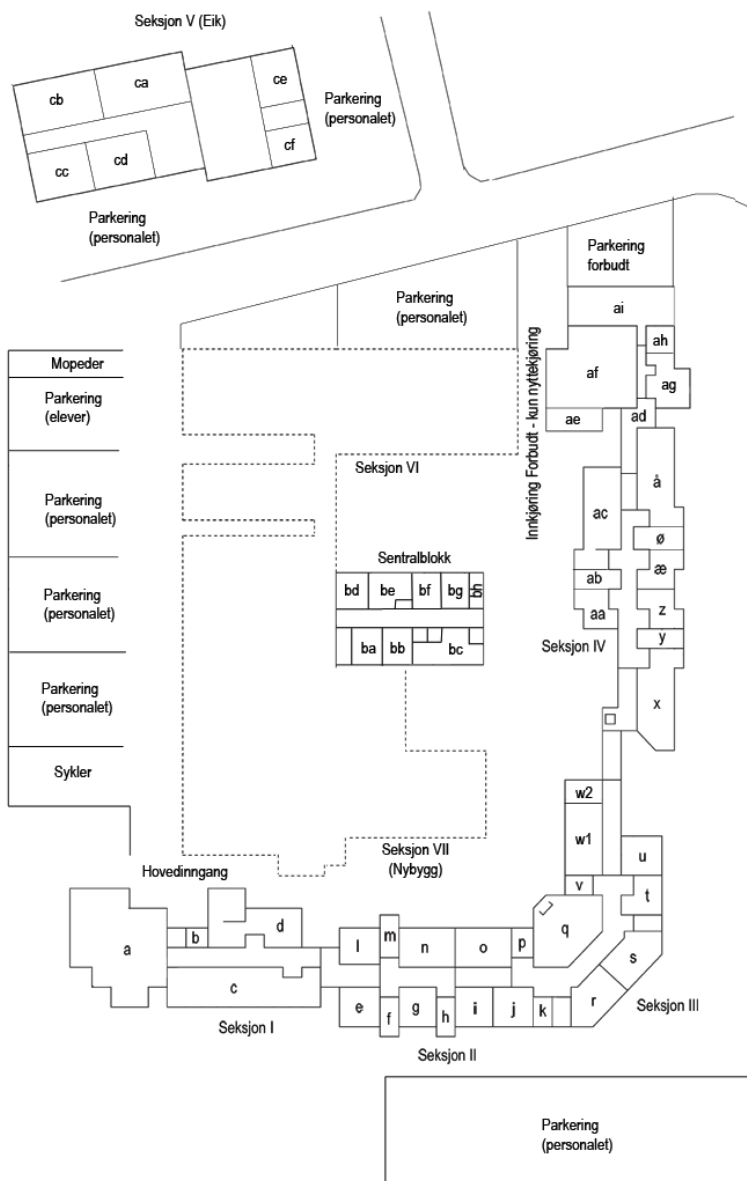 Seksjon V (Eik)
cb
ca
ce
cc
cd
cf
Parkering
(personalet)
Parkering
(personalet)
Parkering
(personalet)
Parkering
forbudt
Innkjøring Forbudt - kun nyttekjøring
ai
ah
af
ag
ae
ad
Mopeder
Parkering
(elever)
Parkering
(personalet)
Parkering
(personalet)
Parkering
(personalet)
Sykler
Seksjon VI
Sentralblokk
bd
be
bf
bg
bh
ba
bb
bc
å
ac
ø
ab
æ
aa
z
y
Seksjon IV
x
w2
w1
u
v
t
Seksjon VII
(Nybygg)
Hovedinngang
a
b
d
c
l
m
n
o
p
q
s
e
f
g
h
i
j
k
r
Seksjon I
Seksjon II
Seksjon III
Parkering
(personalet)